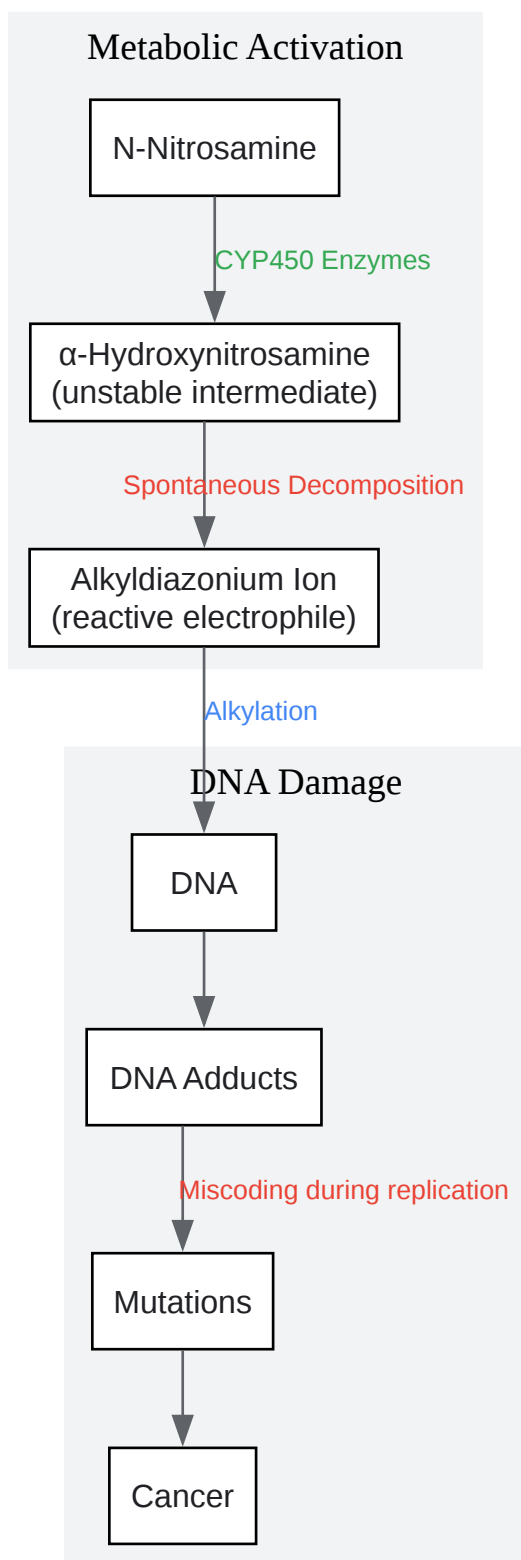 Metabolic Activation
N-Nitrosamine
CYP450 Enzymes
α-Hydroxynitrosamine
(unstable intermediate)
Spontaneous Decomposition
Alkyldiazonium Ion
(reactive electrophile)
Alkylation
DNA Damage
DNA
DNA Adducts
Miscoding during replication
Mutations
Cancer